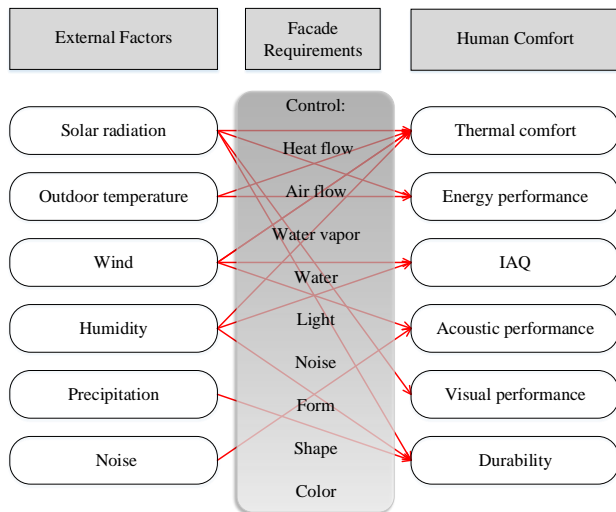 External Factors
Facade
Requirements
Human Comfort
Solar radiation
Outdoor temperature
Wind
Humidity
Precipitation
Noise
Control:
Heat flow
Air flow
Water vapor
Water
Light
Noise
Form
Shape
Color
Thermal comfort
Energy performance
IAQ
Acoustic performance
Visual performance
Durability